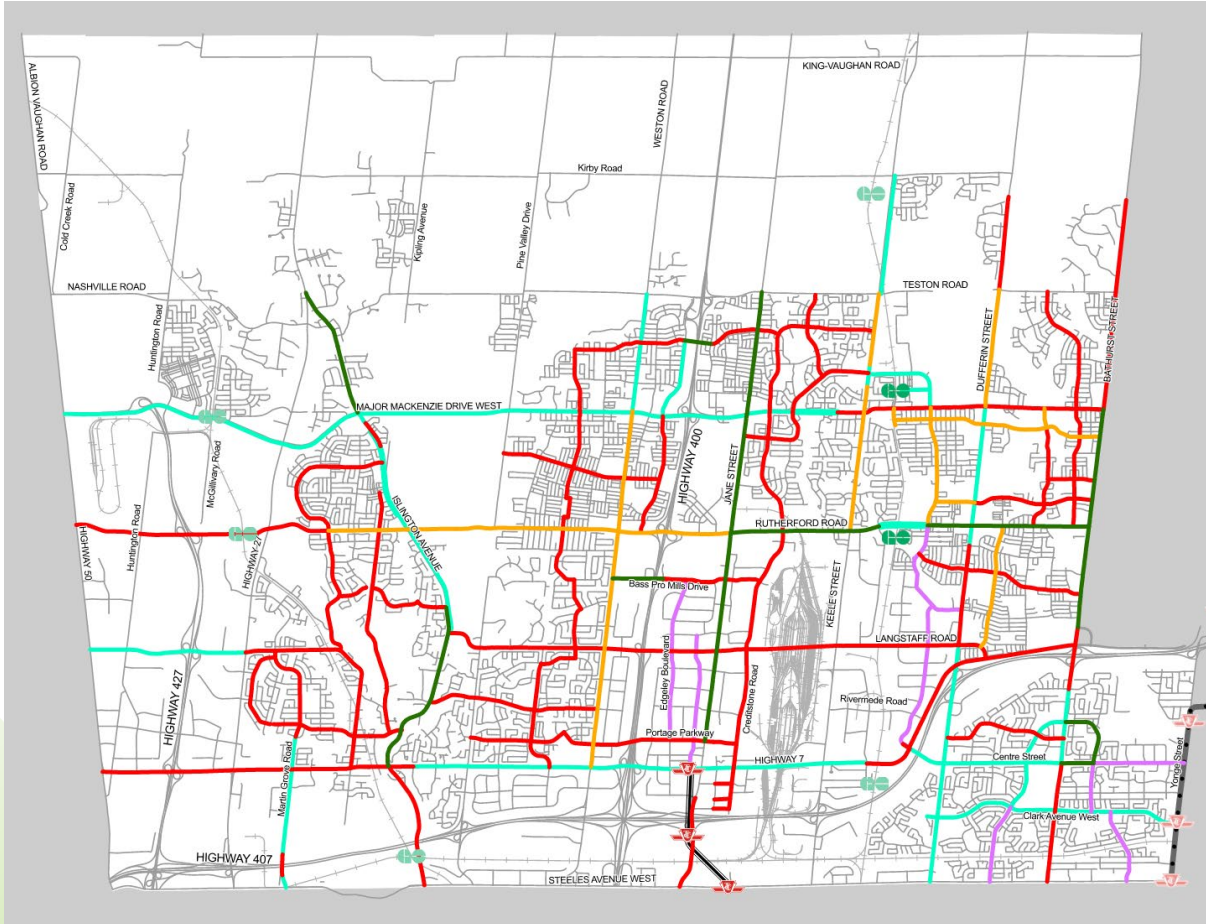 KING-VAUGHAN ROAD
ALBION VAUGHAN ROAD
WESTON ROAD
Kirby Road
Cold Creek Road
Kipling Avenue
Pine Valley Drive
NASHVILLE ROAD
TESTON ROAD
Huntington Road
DUFFERIN STREET
BATHURST STREET
MAJOR MACKENZIE DRIVE WEST
McGillivary Road
HIGHWAY 400
JANE STREET
ISLINGTON AVENUE
RUTHERFORD ROAD
HIGHWAY 50
Huntington Road
HIGHWAY 27
Bass Pro Mills Drive
KEELE STREET
LANGSTAFF ROAD
HIGHWAY 427
Edgeley Boulevard
Creditstone Road
Rivermede Road
Portage Parkway
HIGHWAY 7
Centre Street
Yonge Street
Martin Grove Road
Clark Avenue West
HIGHWAY 407
STEELES AVENUE WEST